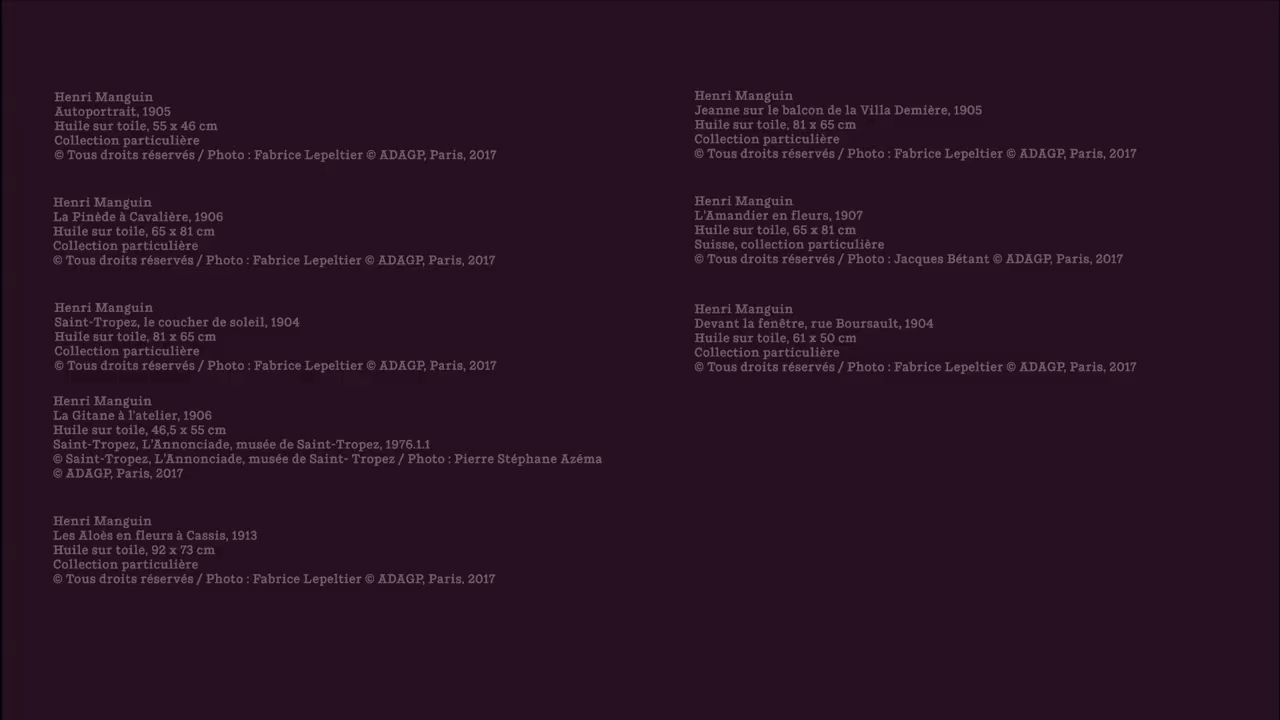 Henri Manguin
Autoportrait, 1905
Huile sur toile, 55 x 46 cm
Collection particulière
© Tous droits réservés / Photo : Fabrice Lepeltier © ADAGP, Paris, 2017
Henri Manguin
La Pinède à Cavalière, 1906
Huile sur toile, 65 x 81 cm
Collection particulière
© Tous droits réservés / Photo : Fabrice Lepeltier © ADAGP, Paris, 2017
Henri Manguin
Saint-Tropez, le coucher de soleil, 1904
Huile sur toile, 81 x 65 cm
Collection particulière
© Tous droits réservés / Photo : Fabrice Lepeltier © ADAGP, Paris, 2017
Henri Manguin
La Gitane à l'atelier, 1906
Huile sur toile, 46,5 x 55 cm
Saint-Tropez, L'Annonciade, musée de Saint-Tropez, 1976.1.1
© Saint-Tropez, L'Annonciade, musée de Saint- Tropez / Photo : Pierre Stéphane Azéma
© ADAGP, Paris, 2017
Henri Manguin
Les Aloès en fleurs à Cassis, 1913
Huile sur toile, 92 x 73 cm
Collection particulière
© Tous droits réservés / Photo : Fabrice Lepeltier © ADAGP, Paris. 2017
Henri Manguin
Jeanne sur le balcon de la Villa Demière, 1905
Huile sur toile, 81 x 65 cm
Collection particulière
© Tous droits réservés / Photo : Fabrice Lepeltier © ADAGP, Paris, 2017
Henri Manguin
L'Amandier en fleurs, 1907
Huile sur toile, 65 x 81 cm
Suisse, collection particulière
© Tous droits réservés / Photo : Jacques Bétant © ADAGP, Paris, 2017
Henri Manguin
Devant la fenêtre, rue Boursault, 1904
Huile sur toile, 61 x 50 cm
Collection particulière
© Tous droits réservés / Photo : Fabrice Lepeltier © ADAGP, Paris, 2017